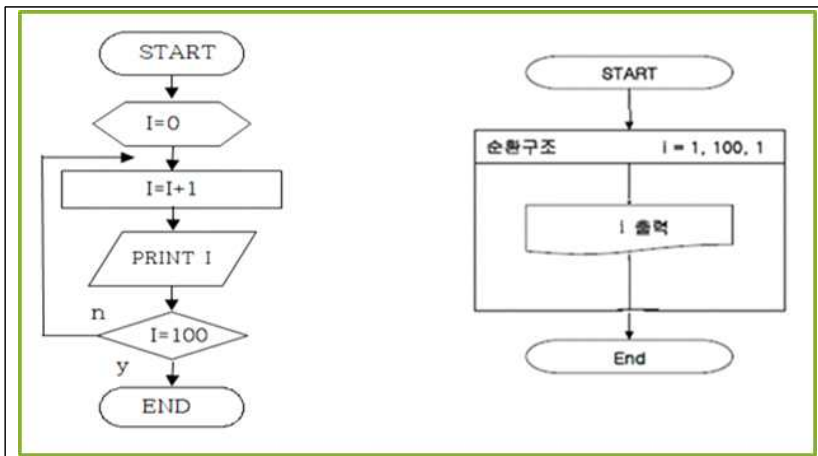 START
I=0
I=I+1
PRINT I
n
I=100
y
END
START
순환구조 i = 1, 100, 1
i 출력
End